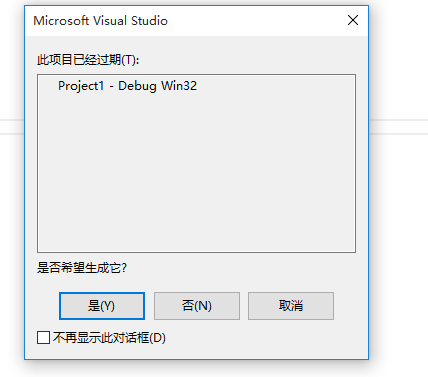 Microsoft Visual Studio
此项目已经过期(T):
Project1 - Debug Win32
是否希望生成它?
是(Y) 否(N) 取消
不再显示此对话框(D)